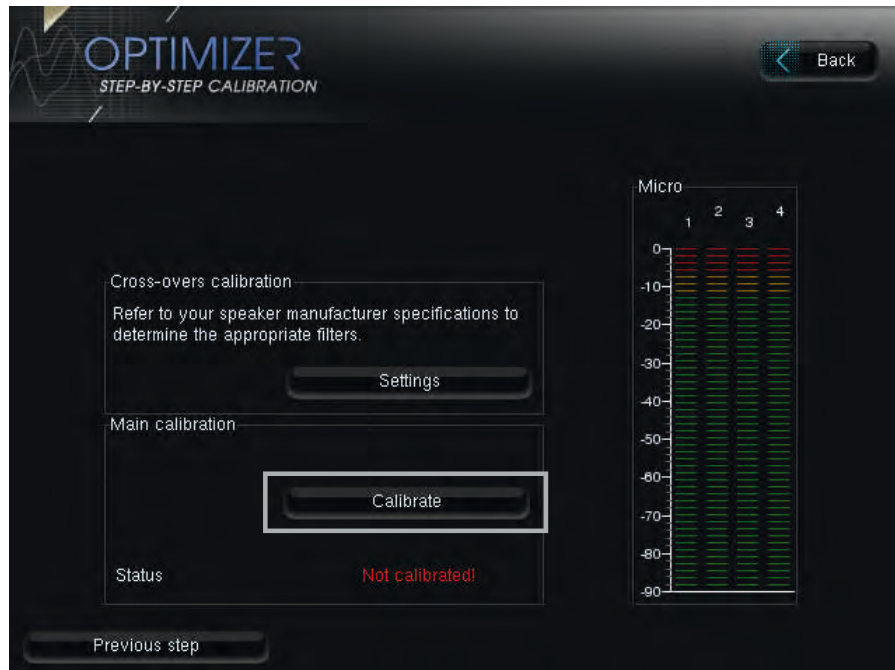 OPTIMIZER
STEP-BY-STEP CALIBRATION
Back
Micro
1 2 3 4
0
-10
-20
-30
-40
-50
-60
-70
-80
-90
Cross-overs calibration
Refer to your speaker manufacturer specifications to
determine the appropriate filters.
Settings
Main calibration
Calibrate
Status Not calibrated!
Previous step